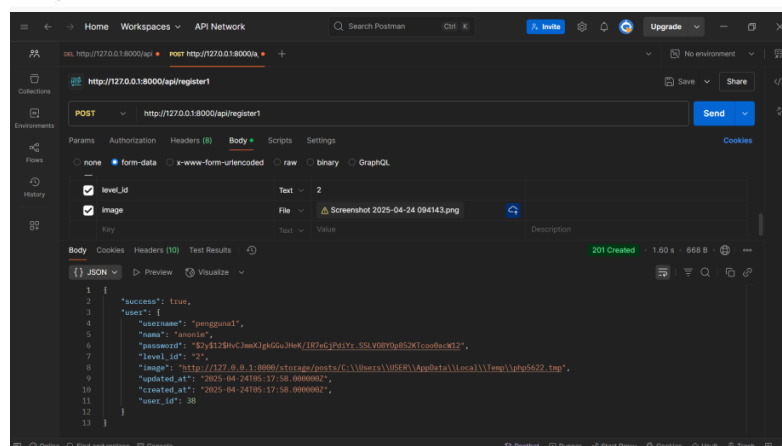 Home Workspaces API Network Search Postman Ctrl K Invite Upgrade
DEL http://127.0.0.1:8000/api POST http://127.0.0.1:8000/a, + No environment
http://127.0.0.1:8000/api/register1 Save Share
Collections
POST http://127.0.0.1:8000/api/register1 Send
Environments
Params Authorization Headers (8) Body Scripts Settings Cookies
Flows
none form-data x-www-form-urlencoded raw binary GraphQL
History
level_id Text 2
image File Screenshot 2025-04-24 094143.png
Key Text Value Description
Body Cookies Headers (10) Test Results 201 Created 1.60 s 668 B
{} JSON Preview Visualize
1 {
2 "success": true,
3 "user": {
4 "username": "pengguna1",
5 "nama": "anonim",
6 "password":
7 "level_id": "2",
8 "image": "http://127.0.0.1:8000/storage/posts/C:\\Users\\USER\\AppData\\Local\\Temp\\php5622.tmp",
9 "updated_at": "2025-04-24T05:17:58.000000Z",
10 "created_at": "2025-04-24T05:17:58.000000Z",
11 "user_id": 38
12 }
13 }